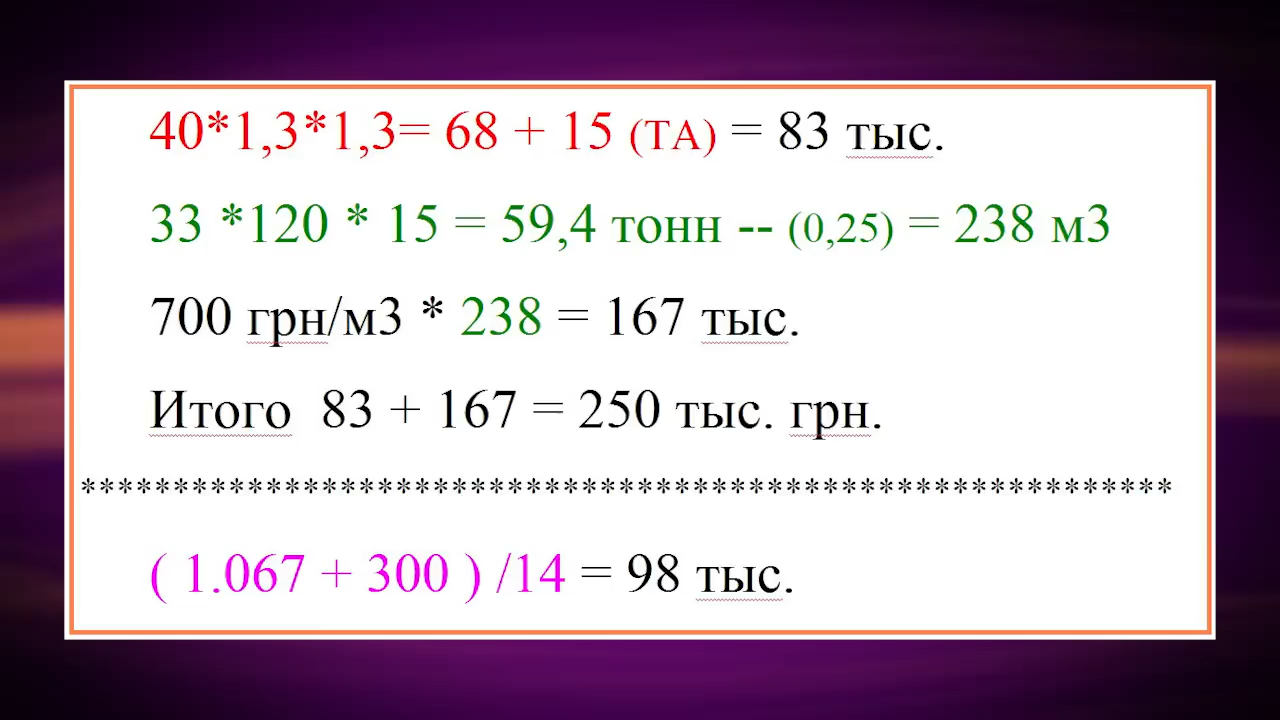 40*1,3*1,3= 68 + 15 (ТА) = 83 тыс.
33 *120 * 15 = 59,4 тонн -- (0,25) = 238 м3
700 грн/м3 * 238 = 167 тыс.
Итого 83 + 167 = 250 тыс. грн.
***********************************************************
( 1.067 + 300 ) /14 = 98 тыс.